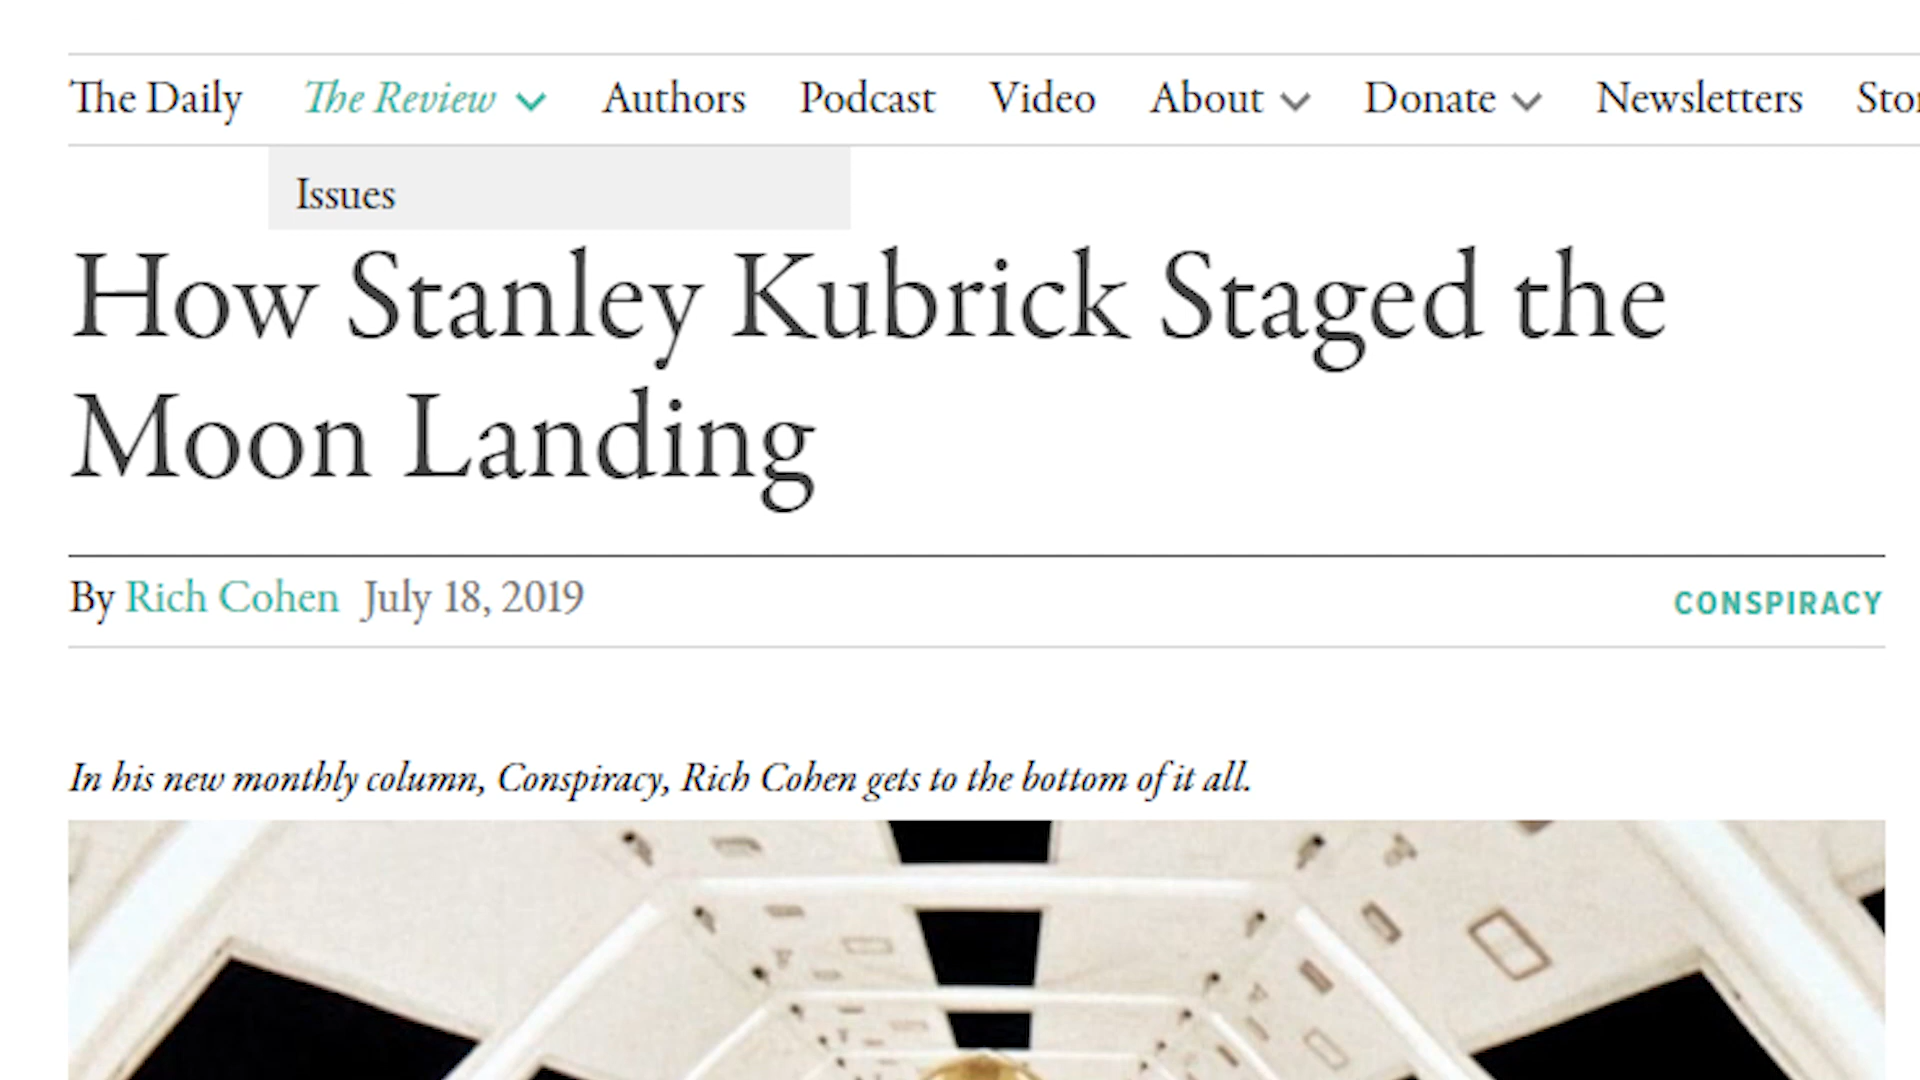 The Daily The Review Authors Podcast Video About Donate Newsletters
Issues
How Stanley Kubrick Staged the
Moon Landing
By Rich Cohen July 18, 2019 CONSPIRACY
In his new monthly column, Conspiracy, Rich Cohen gets to the bottom of it all.